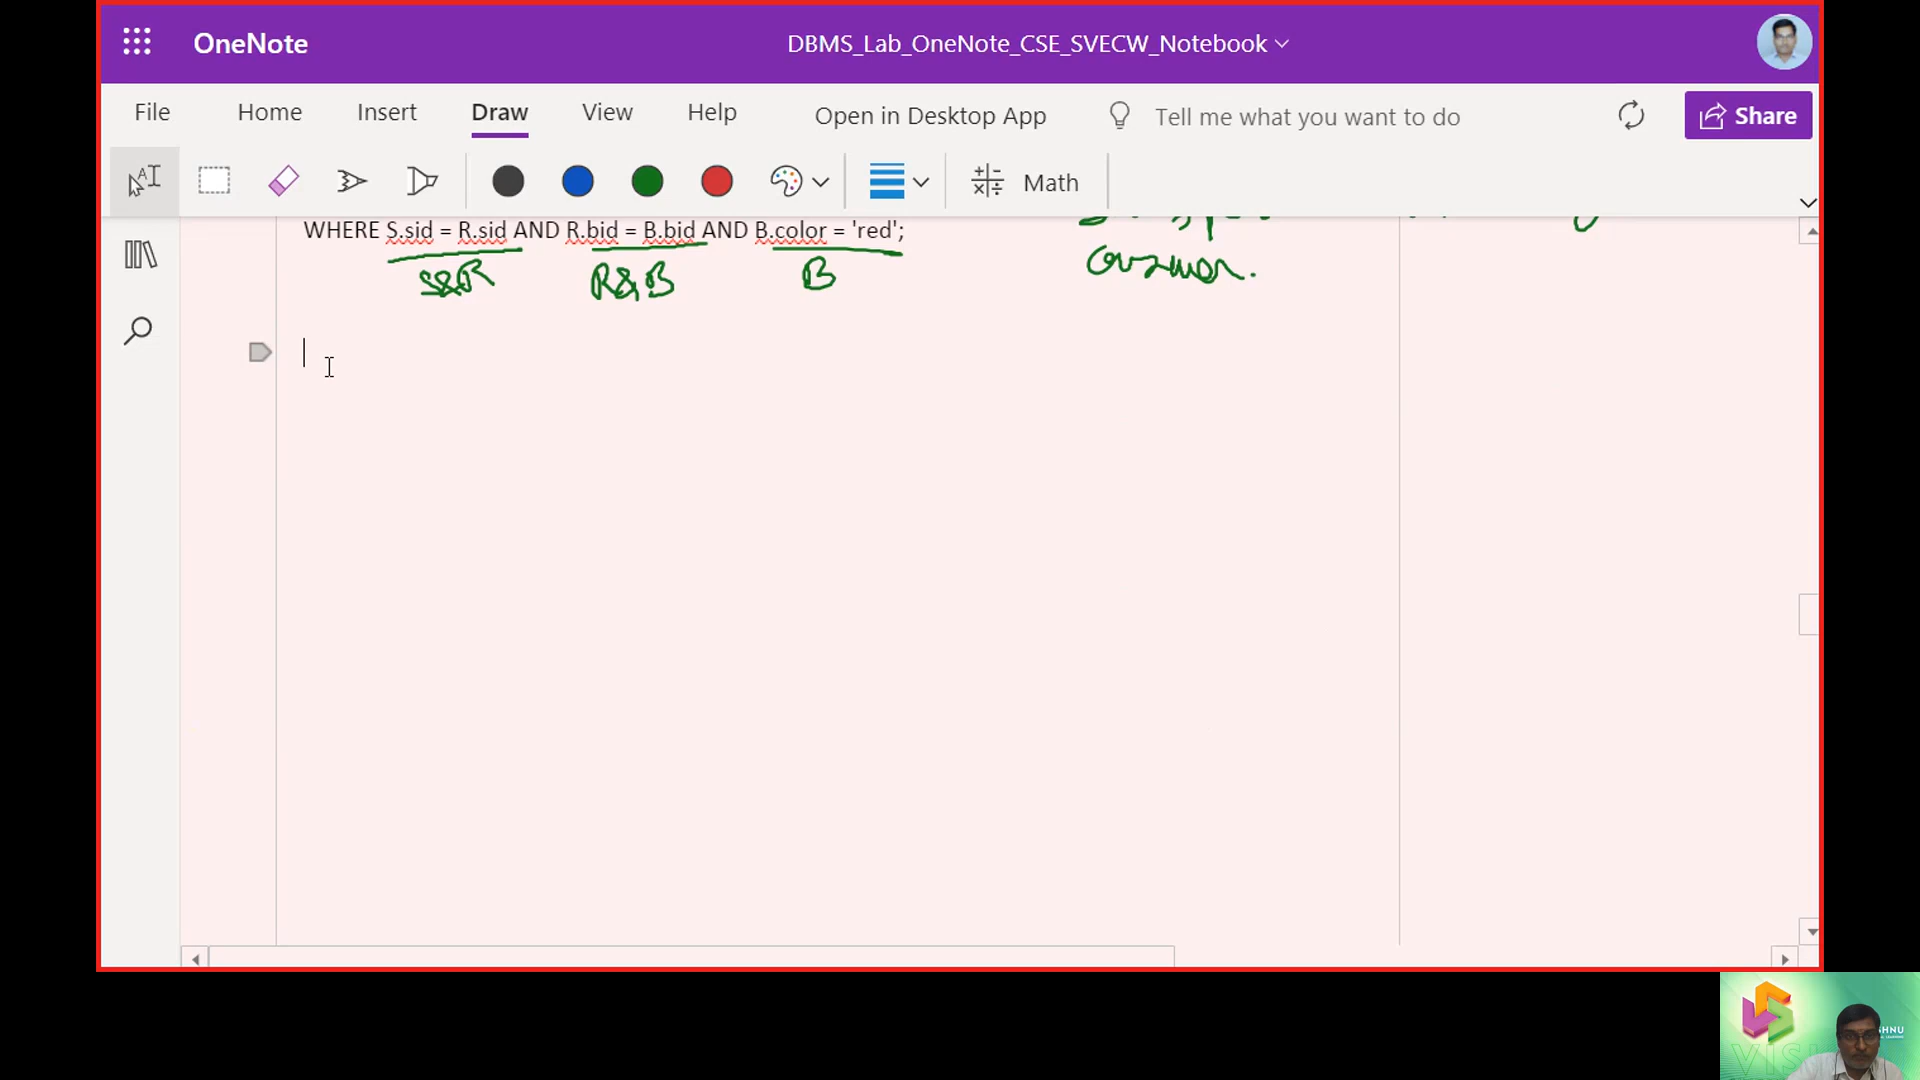 OneNote
DBMS_Lab_OneNote_CSE_SVECW_Notebook
File Home Insert Draw View Help Open in Desktop App Tell me what you want to do Share
Math
WHERE S.sid = R.sid AND R.bid = B.bid AND B.color = 'red';
S&R R&B B